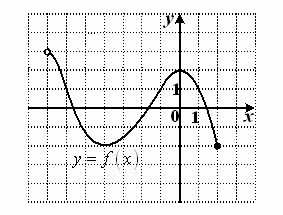 y
1
0 1 x
y = f(x)